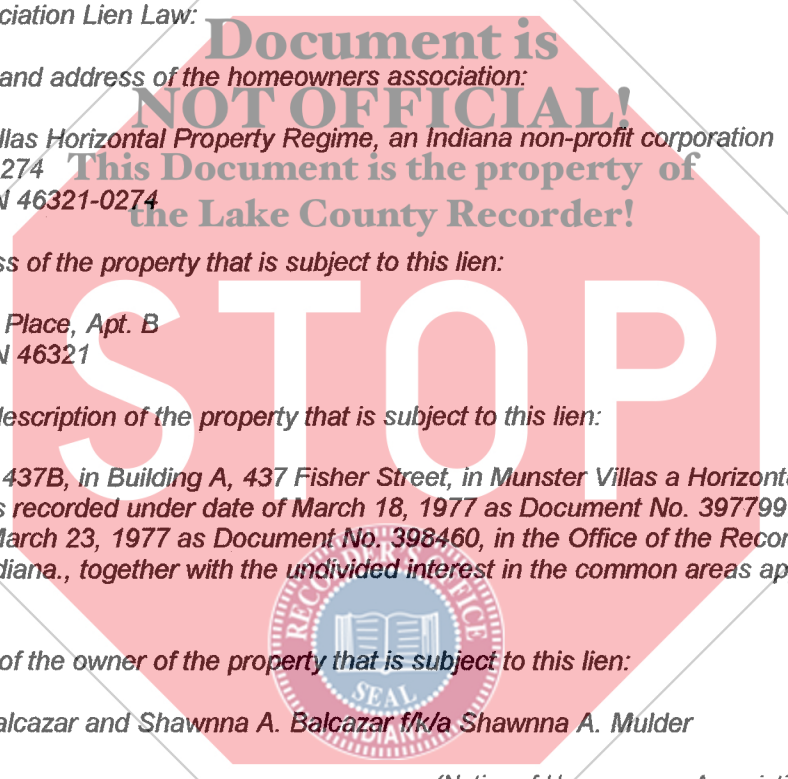 ciation Lien Law:
Document is
and address of the homeowners association:
NOT OFFICIAL!
llas Horizontal Property Regime, an Indiana non-profit corporation
274
This Document is the property of
N 46321-0274
the Lake County Recorder!
ss of the property that is subject to this lien:
STOP
Place, Apt. B
N 46321
description of the property that is subject to this lien:
437B, in Building A, 437 Fisher Street, in Munster Villas a Horizonta
s recorded under date of March 18, 1977 as Document No. 397799
March 23, 1977 as Document No. 398460, in the Office of the Recor
diana., together with the undivided interest in the common areas ap
RECORDER'S OFFICE
SEAL
INDIANA
of the owner of the property that is subject to this lien:
alcazar and Shawnna A. Balcazar f/k/a Shawnna A. Mulder